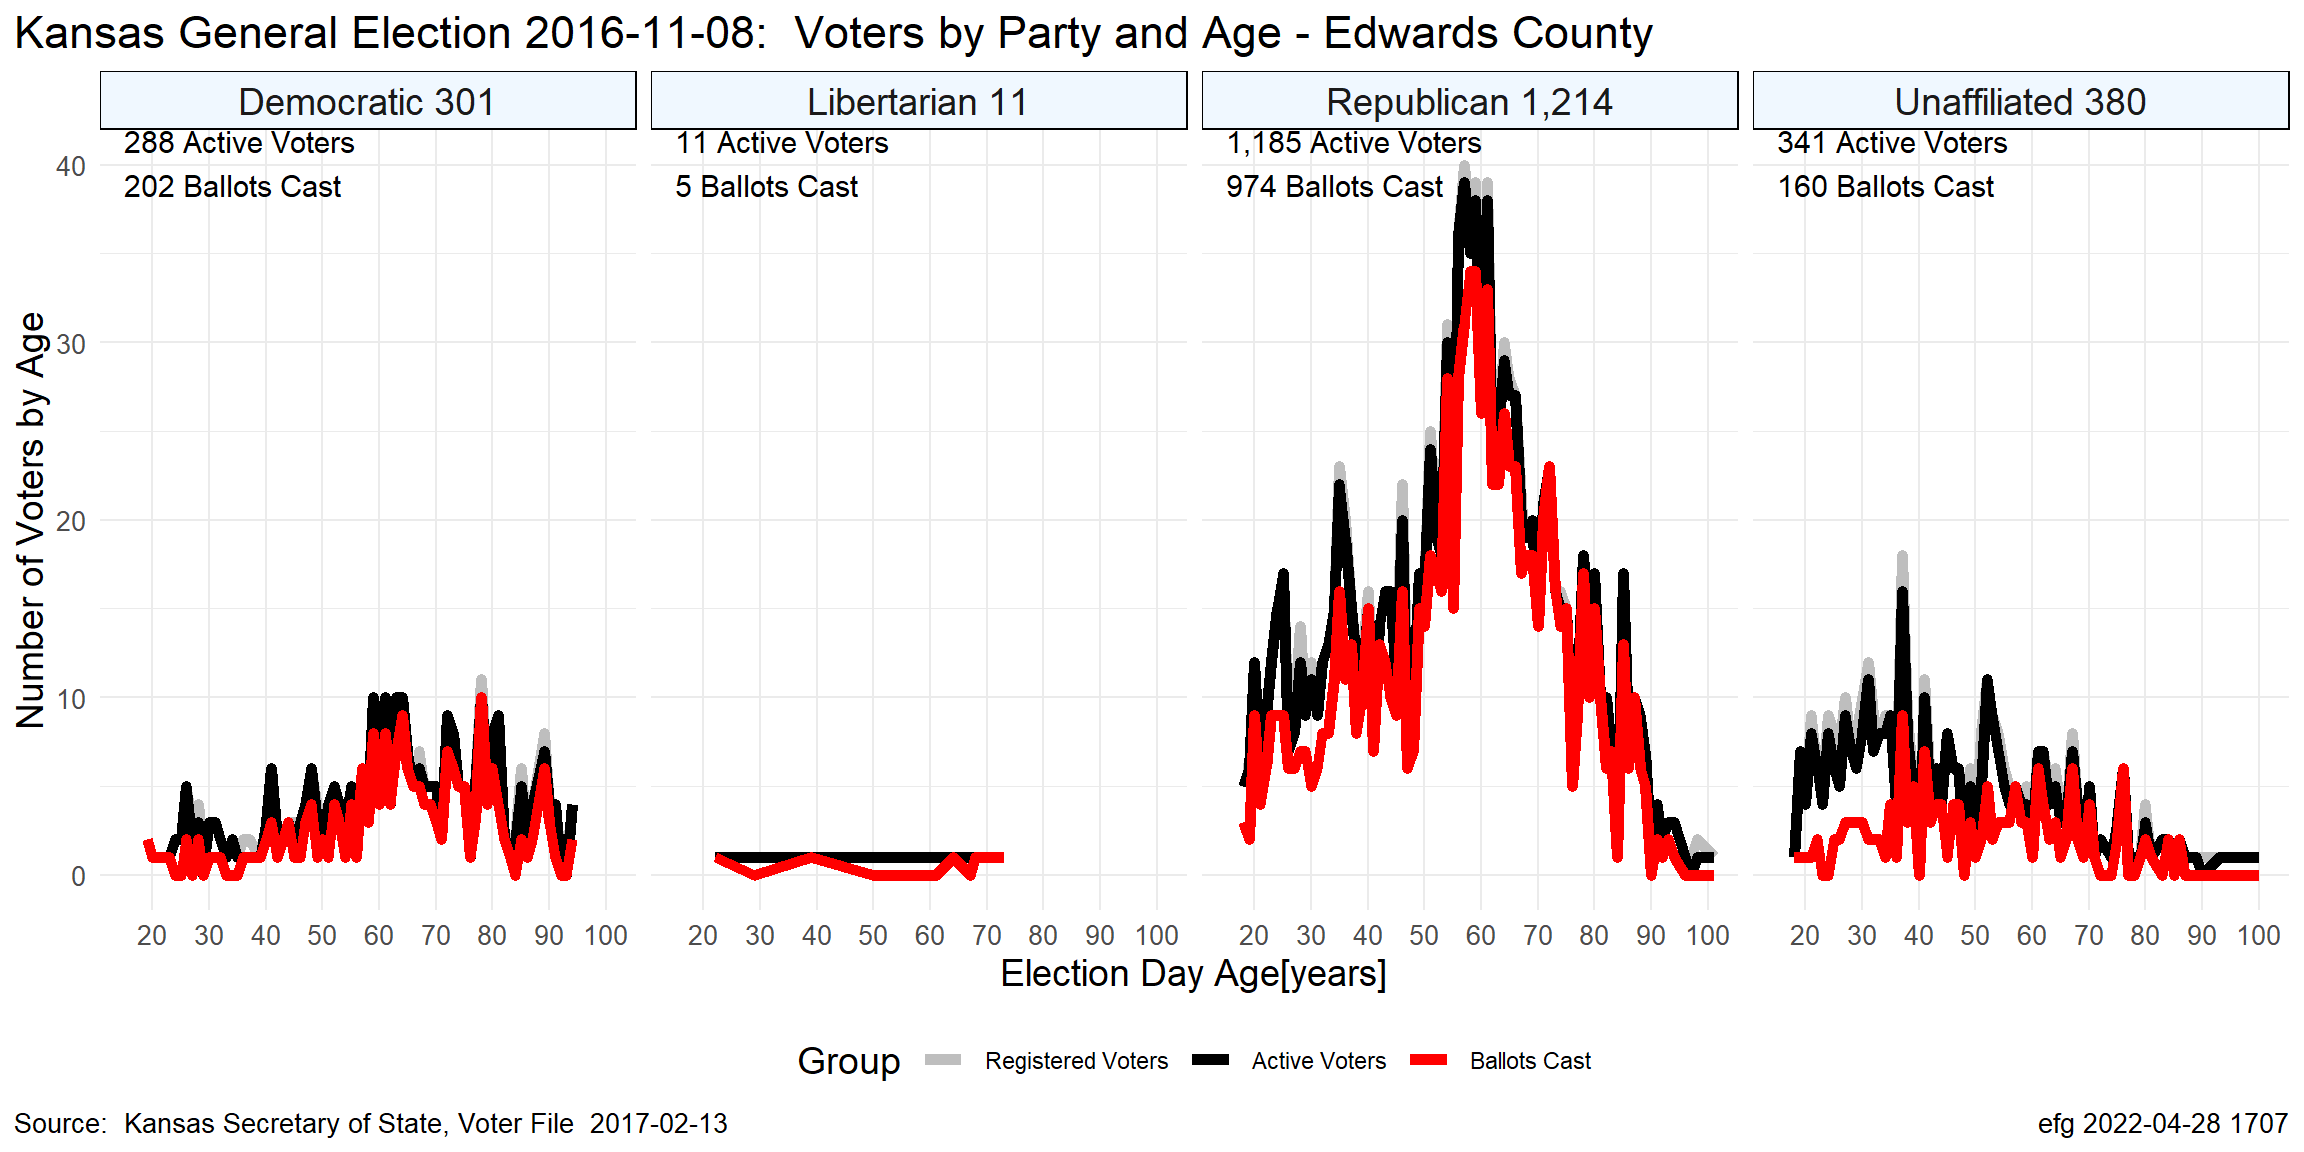 Kansas General Election 2016-11-08:  Voters by Party and Age - Edwards County
Democratic 301
Libertarian 11
Republican 1,214
Unaffiliated 380
288 Active Voters
202 Ballots Cast
11 Active Voters
5 Ballots Cast
1,185 Active Voters
974 Ballots Cast
341 Active Voters
160 Ballots Cast
Number of Voters by Age
40
30
20
10
0
20 30 40 50 60 70 80 90 100
20 30 40 50 60 70 80 90 100
20 30 40 50 60 70 80 90 100
20 30 40 50 60 70 80 90 100
Election Day Age[years]
Group Registered Voters Active Voters Ballots Cast
Source:  Kansas Secretary of State, Voter File  2017-02-13
efg 2022-04-28 1707